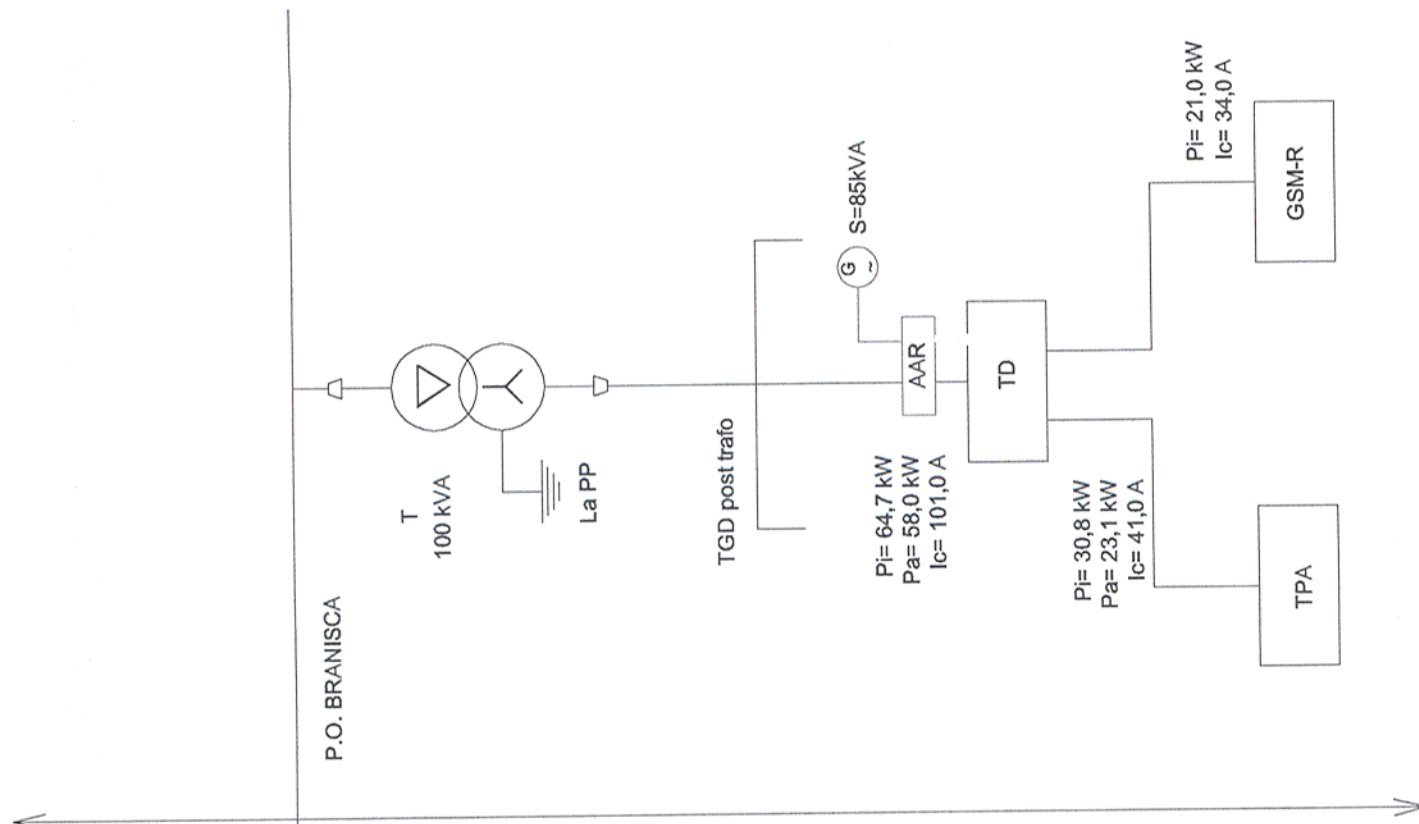 P.O. BRANISCA
T
100 kVA
La PP
TGD post trafo
G
~
S=85kVA
AAR
Pi= 64,7 kW
Pa= 58,0 kW
Ic= 101,0 A
TD
Pi= 30,8 kW
Pa= 23,1 kW
Ic= 41,0 A
Pi= 21,0 kW
Ic= 34,0 A
TPA
GSM-R